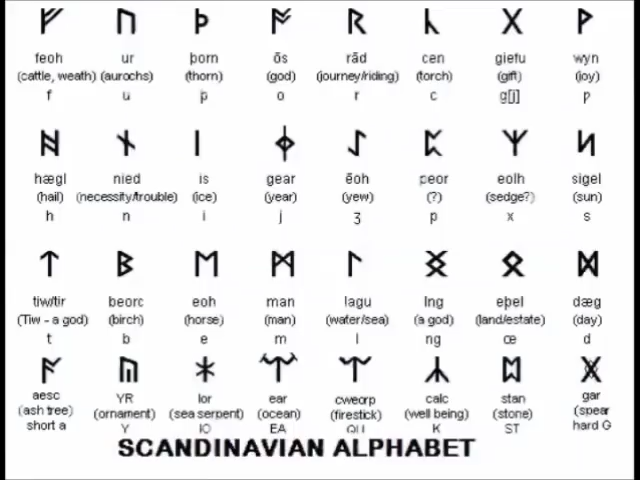 ᚠ ᚢ ᚦ ᚩ ᚱ ᚳ ᚷ ᚹ
feoh ur þorn ōs rād cen giefu wyn
(cattle, weath) (aurochs) (thorn) (god) (journey/riding) (torch) (gift) (joy)
f u þ o r c g[j] p
ᚻ ᚾ ᛁ ᛄ ᛇ ᛈ ᛉ ᛋ
hægl nied is gear ēoh peor eolh sigel
(hail) (necessity/trouble) (ice) (year) (yew) (?) (sedge?) (sun)
h n i j ʒ p x s
ᛏ ᛒ ᛖ ᛗ ᛚ ᛝ ᛟ ᛞ
tiw/tir beorc eoh man lagu Ing eþel dæg
(Tiw - a god) (birch) (horse) (man) (water/sea) (a god) (land/estate) (day)
t b e m l ng œ d
ᚫ ᚣ ᛡ ᛠ ᛢ ᛣ ᛥ ᚸ
aesc YR Ior ear cweorp calc stan gar
(ash tree) (ornament) (sea serpent) (ocean) (firestick) (well being) (stone) (spear
short a Y IO EA QU K ST hard G
SCANDINAVIAN ALPHABET